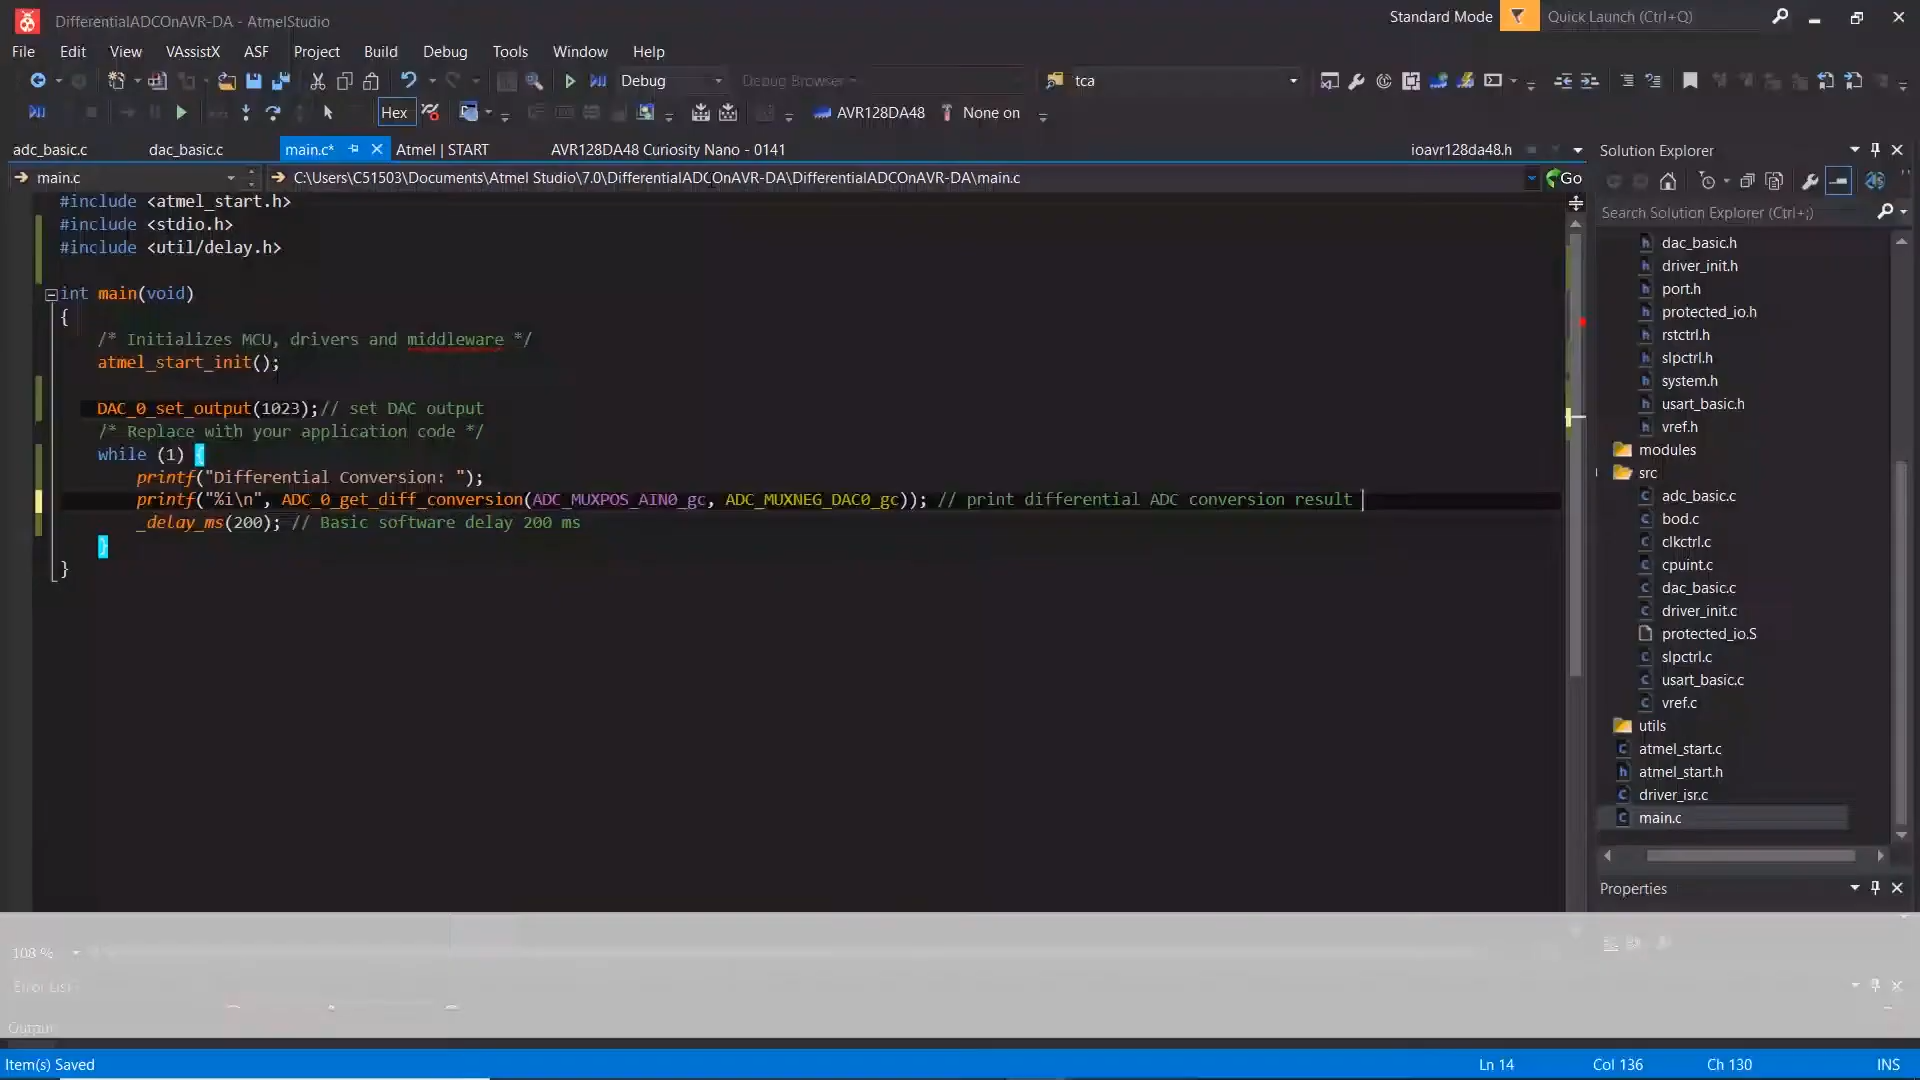 DifferentialADCOnAVR-DA - AtmelStudio
Standard Mode
Quick Launch (Ctrl+Q)
File Edit View VAssistX ASF Project Build Debug Tools Window Help
Debug Debug Browser tca
Hex AVR128DA48 None on
adc_basic.c dac_basic.c main.c* Atmel | START AVR128DA48 Curiosity Nano - 0141 ioavr128da48.h
main.c C:\Users\C51503\Documents\Atmel Studio\7.0\DifferentialADCOnAVR-DA\DifferentialADCOnAVR-DA\main.c Go
#include <atmel_start.h>
#include <stdio.h>
#include <util/delay.h>
int main(void)
{
/* Initializes MCU, drivers and middleware */
atmel_start_init();
DAC_0_set_output(1023);// set DAC output
/* Replace with your application code */
while (1) {
printf("Differential Conversion: ");
printf("%i\n", ADC_0_get_diff_conversion(ADC_MUXPOS_AIN0_gc, ADC_MUXNEG_DAC0_gc)); // print differential ADC conversion result
_delay_ms(200); // Basic software delay 200 ms
}
}
Solution Explorer
Search Solution Explorer (Ctrl+;)
dac_basic.h
driver_init.h
port.h
protected_io.h
rstctrl.h
slpctrl.h
system.h
usart_basic.h
vref.h
modules
src
adc_basic.c
bod.c
clkctrl.c
cpuint.c
dac_basic.c
driver_init.c
protected_io.S
slpctrl.c
usart_basic.c
vref.c
utils
atmel_start.c
atmel_start.h
driver_isr.c
main.c
Properties
108 %
Error List
Output
Item(s) Saved Ln 14 Col 136 Ch 130 INS